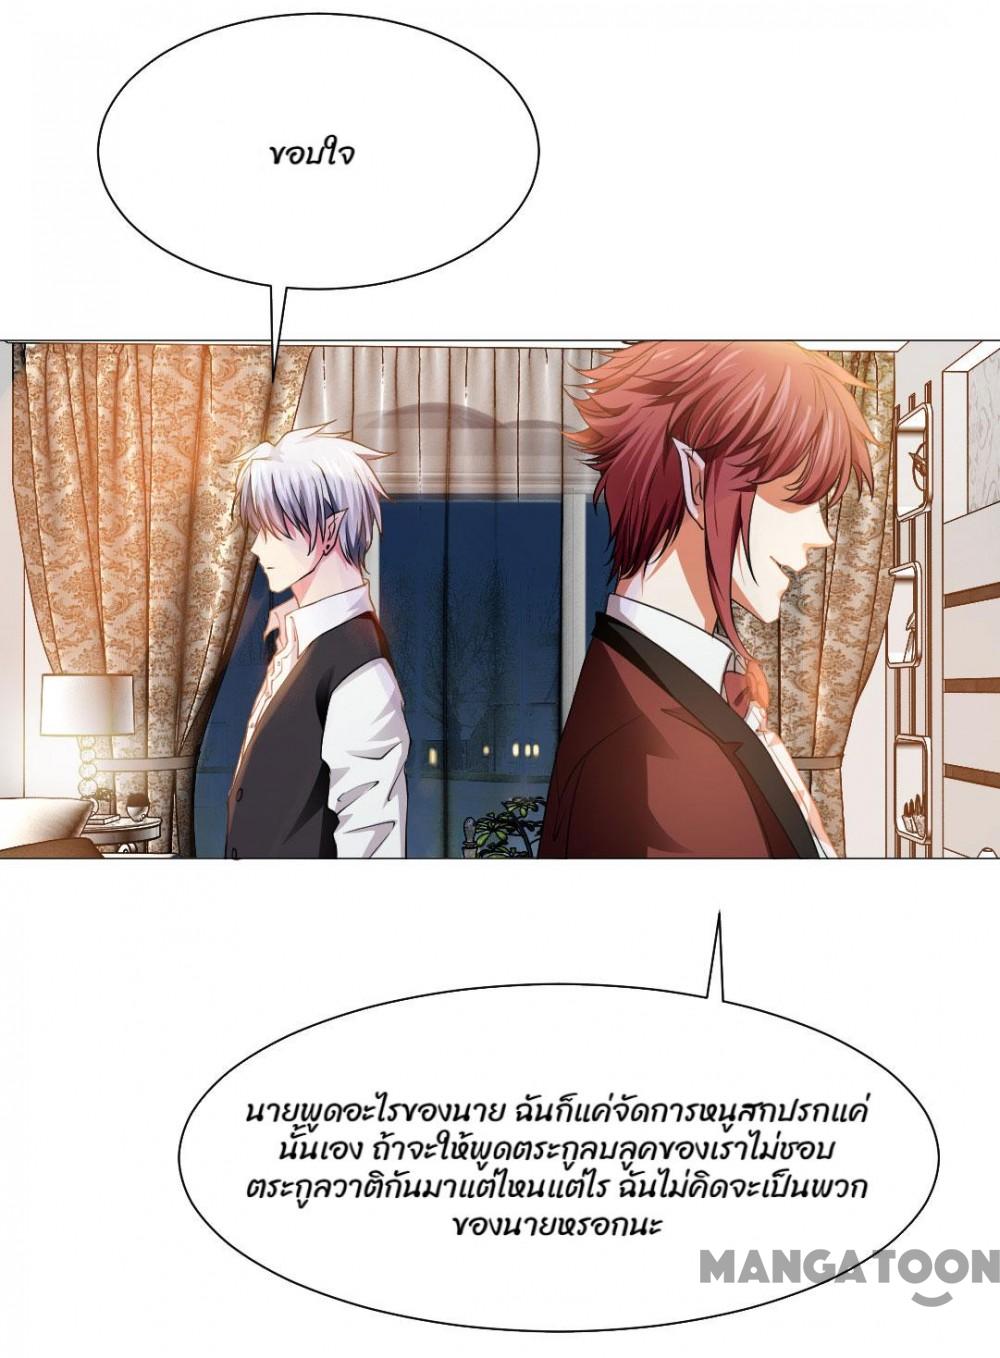 ขอบใจ
นายพูดอะไรของนาย ฉันก็แค่จัดการหนูสกปรกแค่
นั้นเอง ถ้าจะให้พูดตระกูลบลูคของเราไม่ชอบ
ตระกูลวาติกันมาแต่ไหนแต่ไร ฉันไม่คิดจะเป็นพวก
ของนายหรอกนะ
MANGATOON